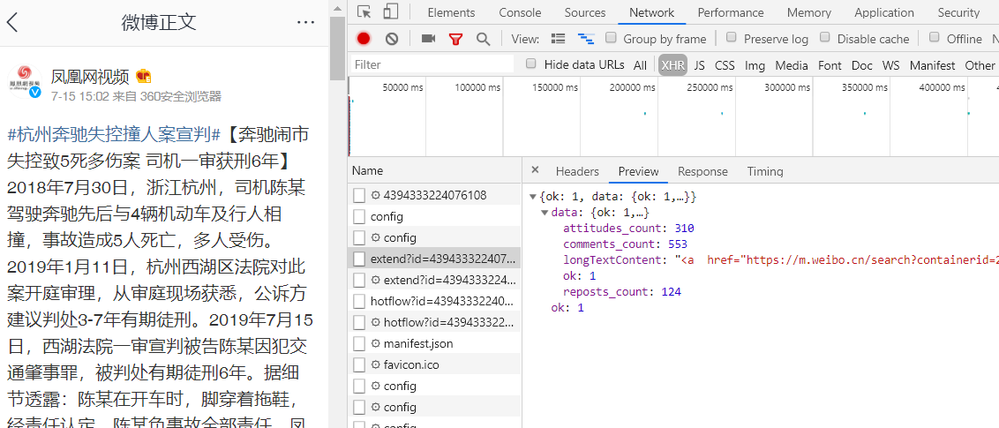 微博正文
凤凰网视频
7-15 15:02 来自 360安全浏览器
#杭州奔驰失控撞人案宣判#【奔驰闹市
失控致5死多伤案 司机一审获刑6年】
2018年7月30日，浙江杭州，司机陈某
驾驶奔驰先后与4辆机动车及行人相
撞，事故造成5人死亡，多人受伤。
2019年1月11日，杭州西湖区法院对此
案开庭审理，从审庭现场获悉，公诉方
建议判处3-7年有期徒刑。2019年7月15
日，西湖法院一审宣判被告陈某因犯交
通肇事罪，被判处有期徒刑6年。据细
节透露：陈某在开车时，脚穿着拖鞋，
经责任认定，陈某负事故全部责任。凤
Elements Console Sources Network Performance Memory Application Security
View: Group by frame Preserve log Disable cache Offline
Filter Hide data URLs All XHR JS CSS Img Media Font Doc WS Manifest Other
50000 ms 100000 ms 150000 ms 200000 ms 250000 ms 300000 ms 350000 ms 400000 ms
Name
4394333224076108
config
config
extend?id=439433322407...
extend?id=4394333224...
hotflow?id=43943332240...
hotflow?id=439433322...
manifest.json
favicon.ico
config
config
config
× Headers Preview Response Timing
▼{ok: 1, data: {ok: 1,…}}
▼data: {ok: 1,…}
attitudes_count: 310
comments_count: 553
longTextContent: "<a  href="https://m.weibo.cn/search?containerid=2
ok: 1
reposts_count: 124
ok: 1